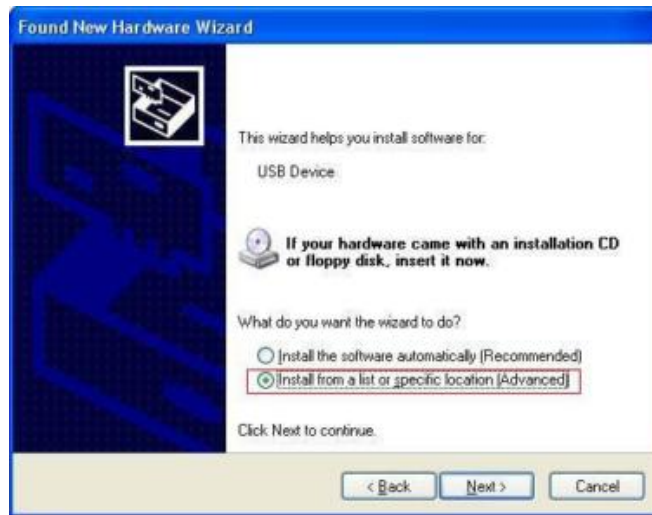 Found New Hardware Wizard
This wizard helps you install software for:
USB Device
If your hardware came with an installation CD
or floppy disk, insert it now.
What do you want the wizard to do?
Install the software automatically (Recommended)
Install from a list or specific location (Advanced)
Click Next to continue.
< Back
Next >
Cancel